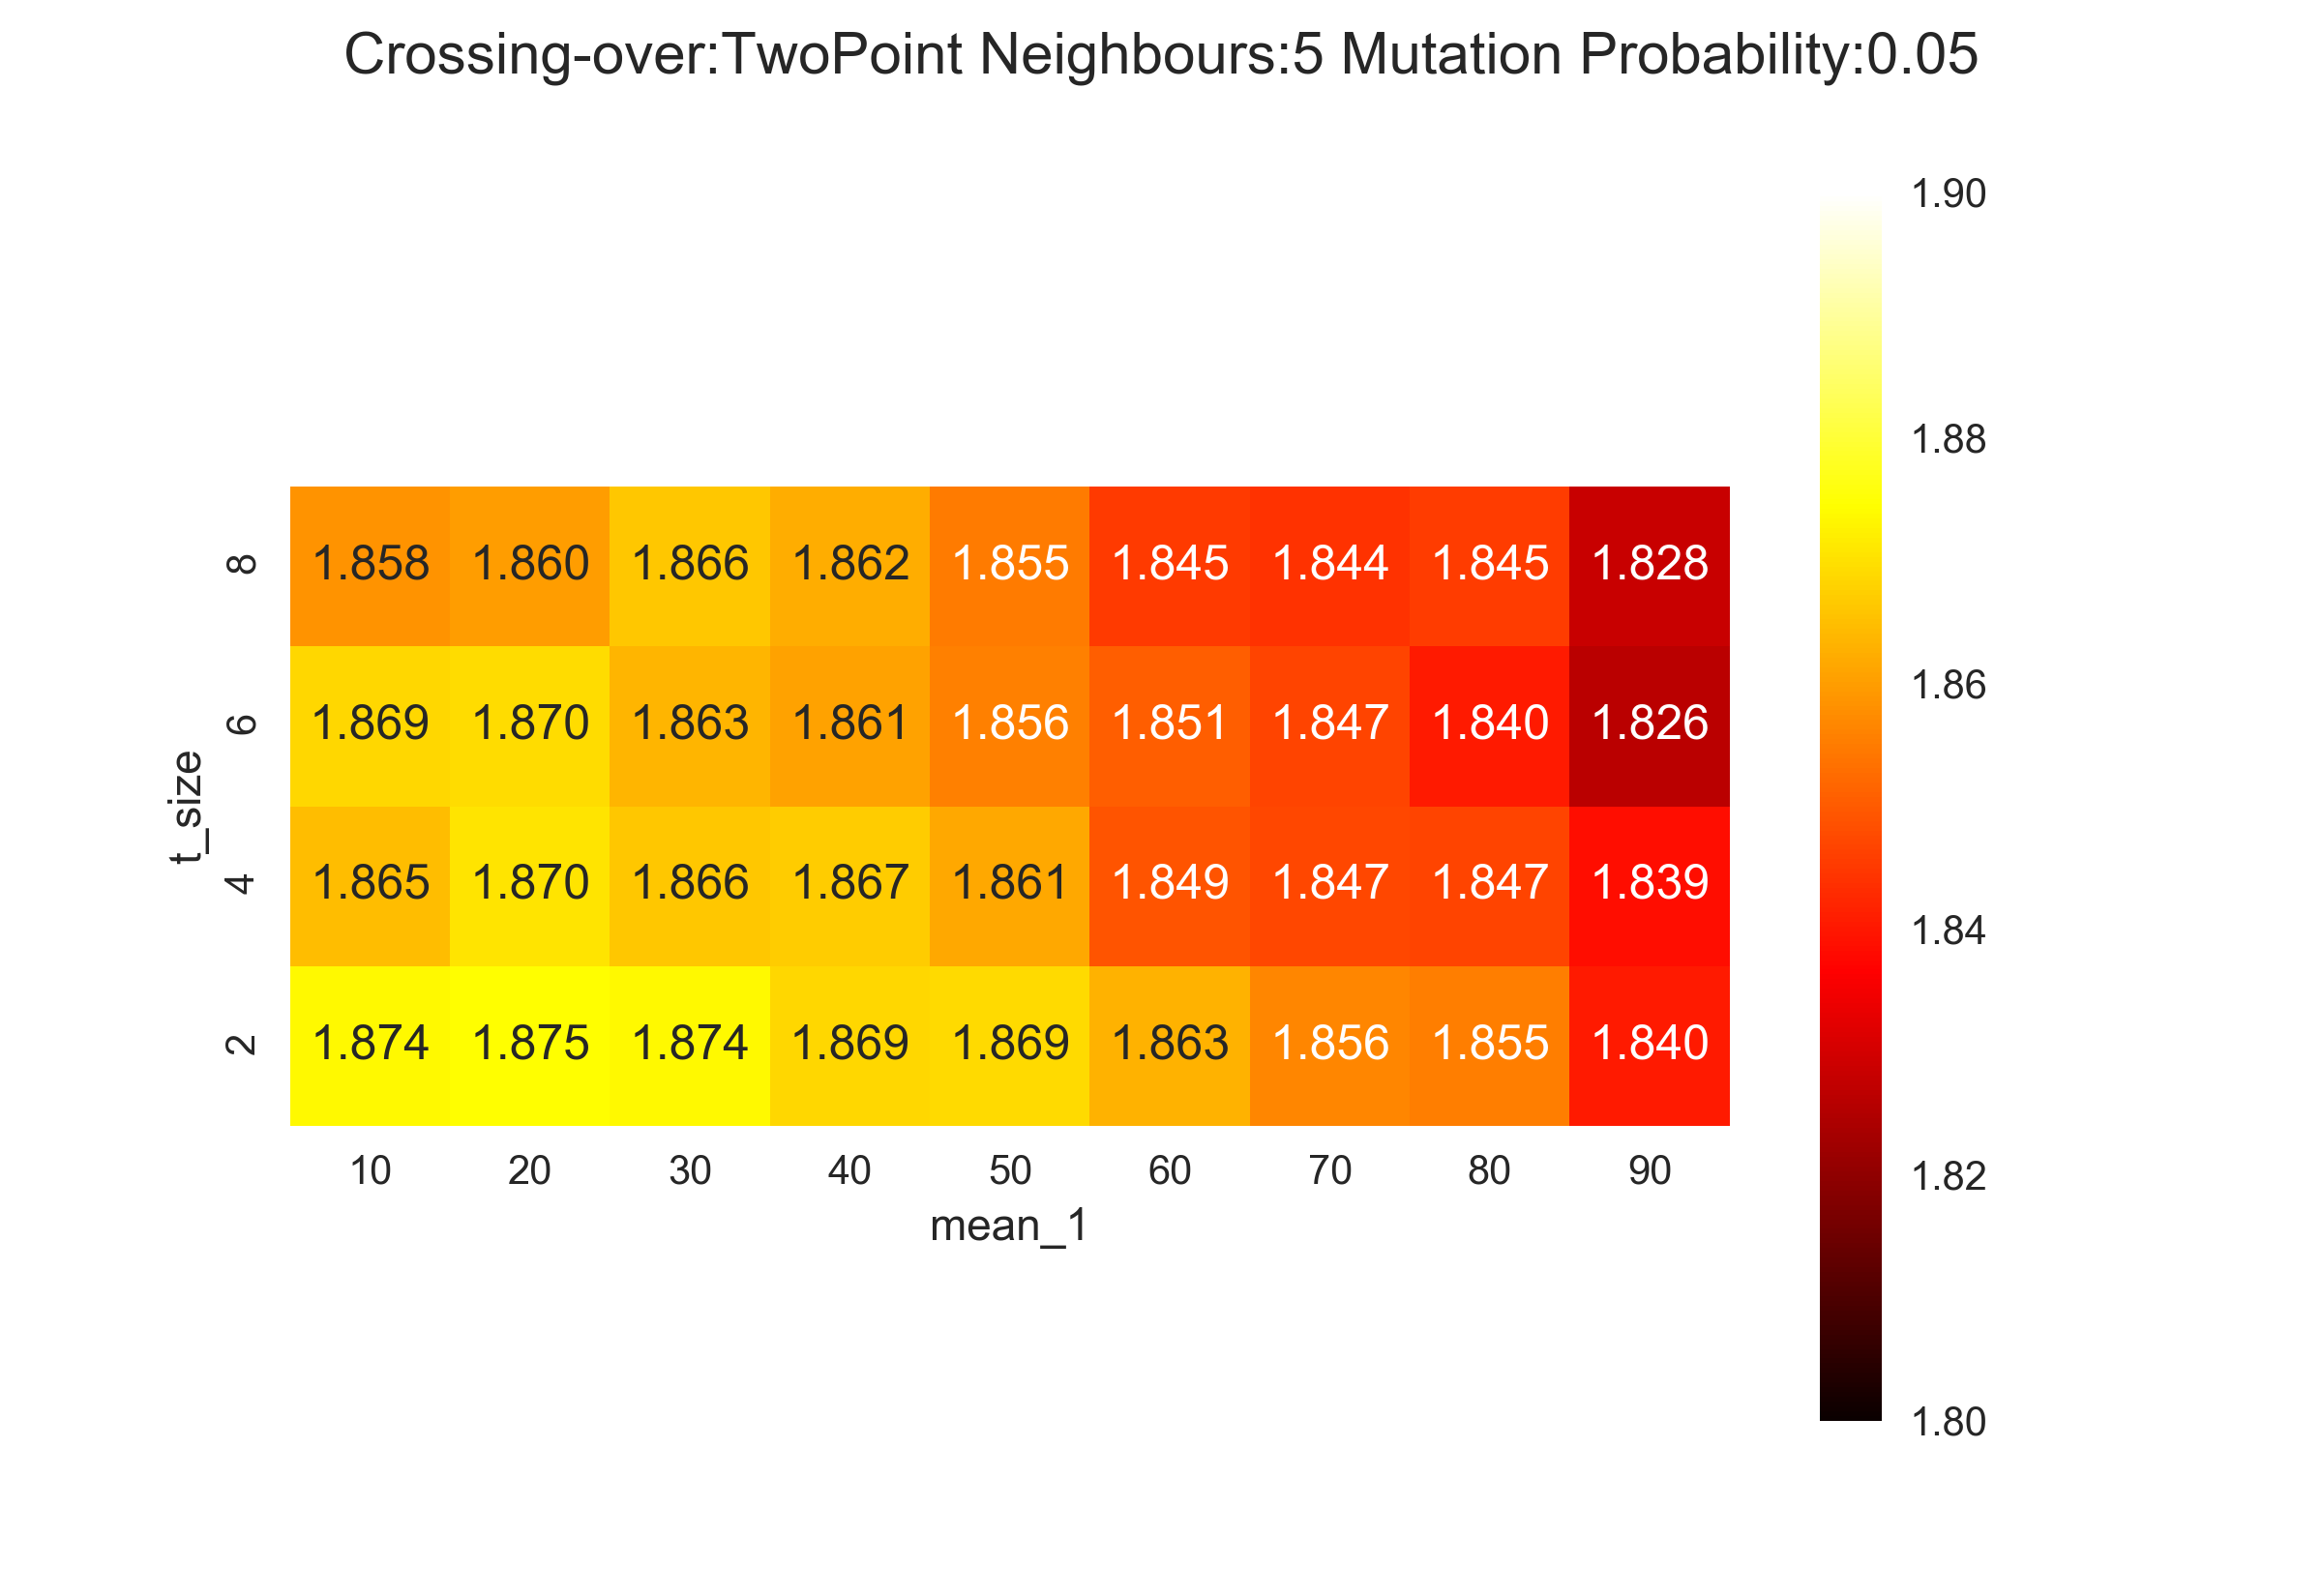 Crossing-over:TwoPoint Neighbours:5 Mutation Probability:0.05
1.90
1.88
1.86
1.84
1.82
1.80
t_size
8
1.858 1.860 1.866 1.862 1.855 1.845 1.844 1.845 1.828
6
1.869 1.870 1.863 1.861 1.856 1.851 1.847 1.840 1.826
4
1.865 1.870 1.866 1.867 1.861 1.849 1.847 1.847 1.839
2
1.874 1.875 1.874 1.869 1.869 1.863 1.856 1.855 1.840
10 20 30 40 50 60 70 80 90
mean_1